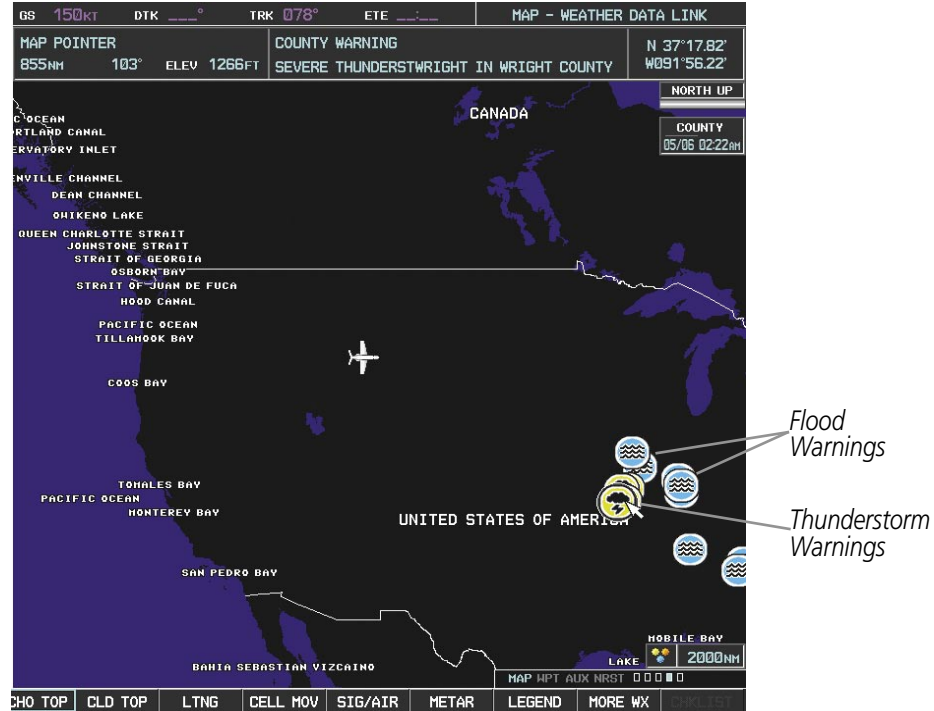 GS 150KT DTK ___° TRK 078° ETE __:__ MAP - WEATHER DATA LINK
MAP POINTER
855NM 103° ELEV 1266FT
COUNTY WARNING
SEVERE THUNDERSTWRIGHT IN WRIGHT COUNTY
N 37°17.82'
W091°56.22'
NORTH UP
COUNTY
05/06 02:22AM
CANADA
C OCEAN
RTLAND CANAL
ERVATORY INLET
ENVILLE CHANNEL
DEAN CHANNEL
OWIKENO LAKE
QUEEN CHARLOTTE STRAIT
JOHNSTONE STRAIT
STRAIT OF GEORGIA
OSBORN BAY
STRAIT OF JUAN DE FUCA
HOOD CANAL
PACIFIC OCEAN
TILLAMOOK BAY
COOS BAY
Flood
Warnings
TOMALES BAY
PACIFIC OCEAN
MONTEREY BAY
UNITED STATES OF AMERICA
Thunderstorm
Warnings
SAN PEDRO BAY
MOBILE BAY
BAHIA SEBASTIAN VIZCAINO
LAKE
2000NM
MAP WPT AUX NRST
CHO TOP CLD TOP LTNG CELL MOV SIG/AIR METAR LEGEND MORE WX CHKLIST